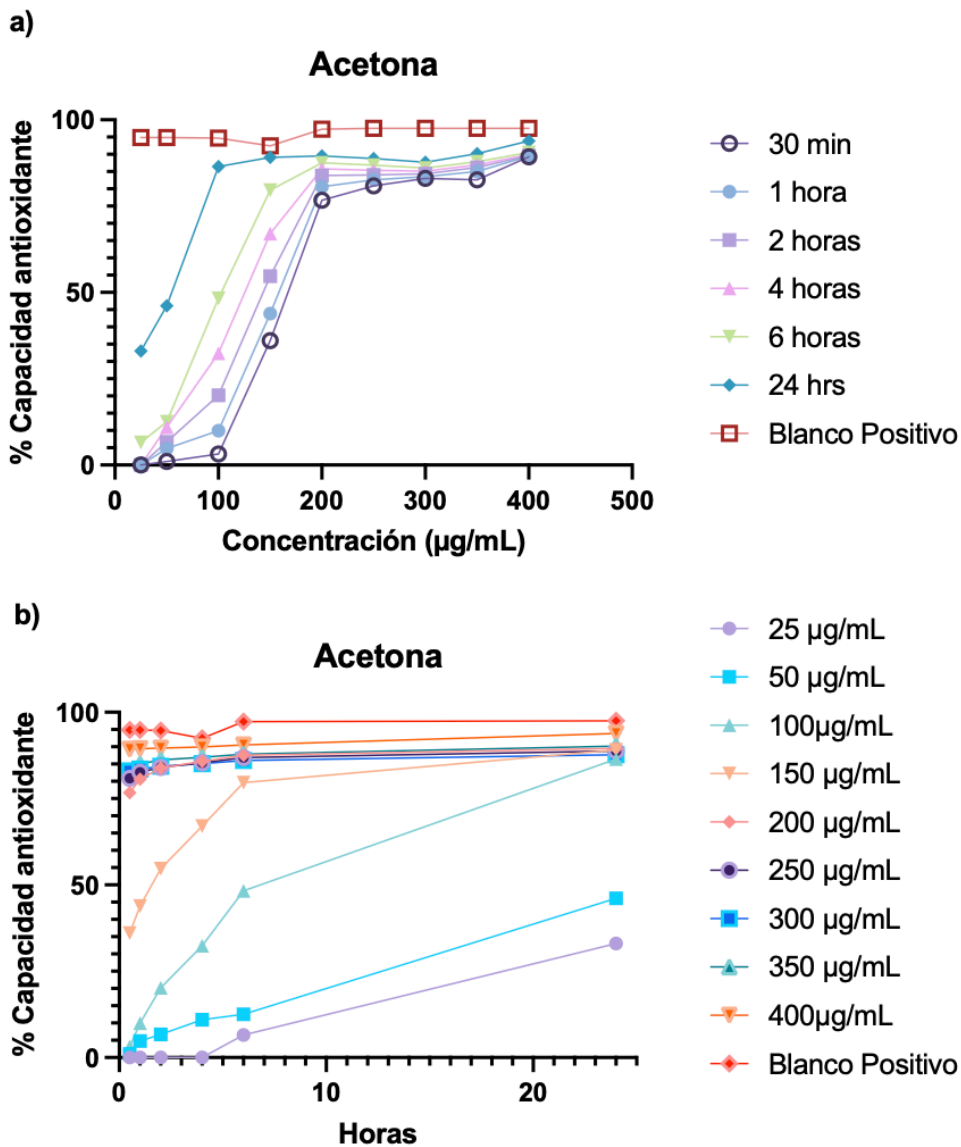 a)
Acetona
% Capacidad antioxidante
100
50
0
0
100
200
300
400
500
Concentración (µg/mL)
30 min
1 hora
2 horas
4 horas
6 horas
24 hrs
Blanco Positivo
b)
Acetona
% Capacidad antioxidante
100
50
0
0
10
20
Horas
25 µg/mL
50 µg/mL
100µg/mL
150 µg/mL
200 µg/mL
250 µg/mL
300 µg/mL
350 µg/mL
400µg/mL
Blanco Positivo